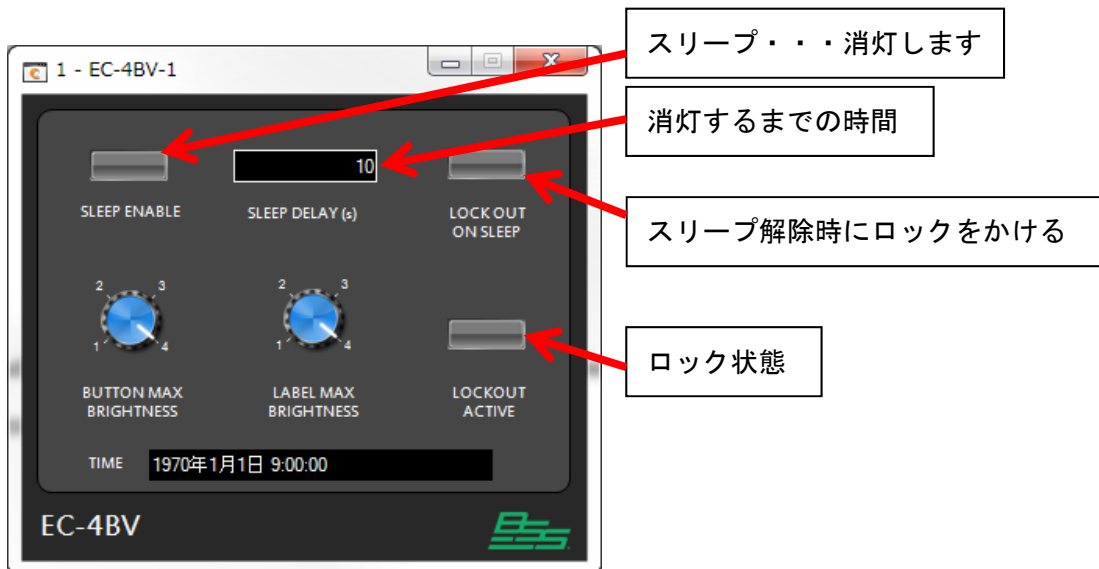 スリープ・・・消灯します
1 - EC-4BV-1
消灯するまでの時間
10
SLEEP ENABLE
SLEEP DELAY (s)
LOCK OUT
ON SLEEP
スリープ解除時にロックをかける
2
3
1
4
2
3
1
4
ロック状態
BUTTON MAX
BRIGHTNESS
LABEL MAX
BRIGHTNESS
LOCKOUT
ACTIVE
TIME
1970年1月1日 9:00:00
EC-4BV
BSS